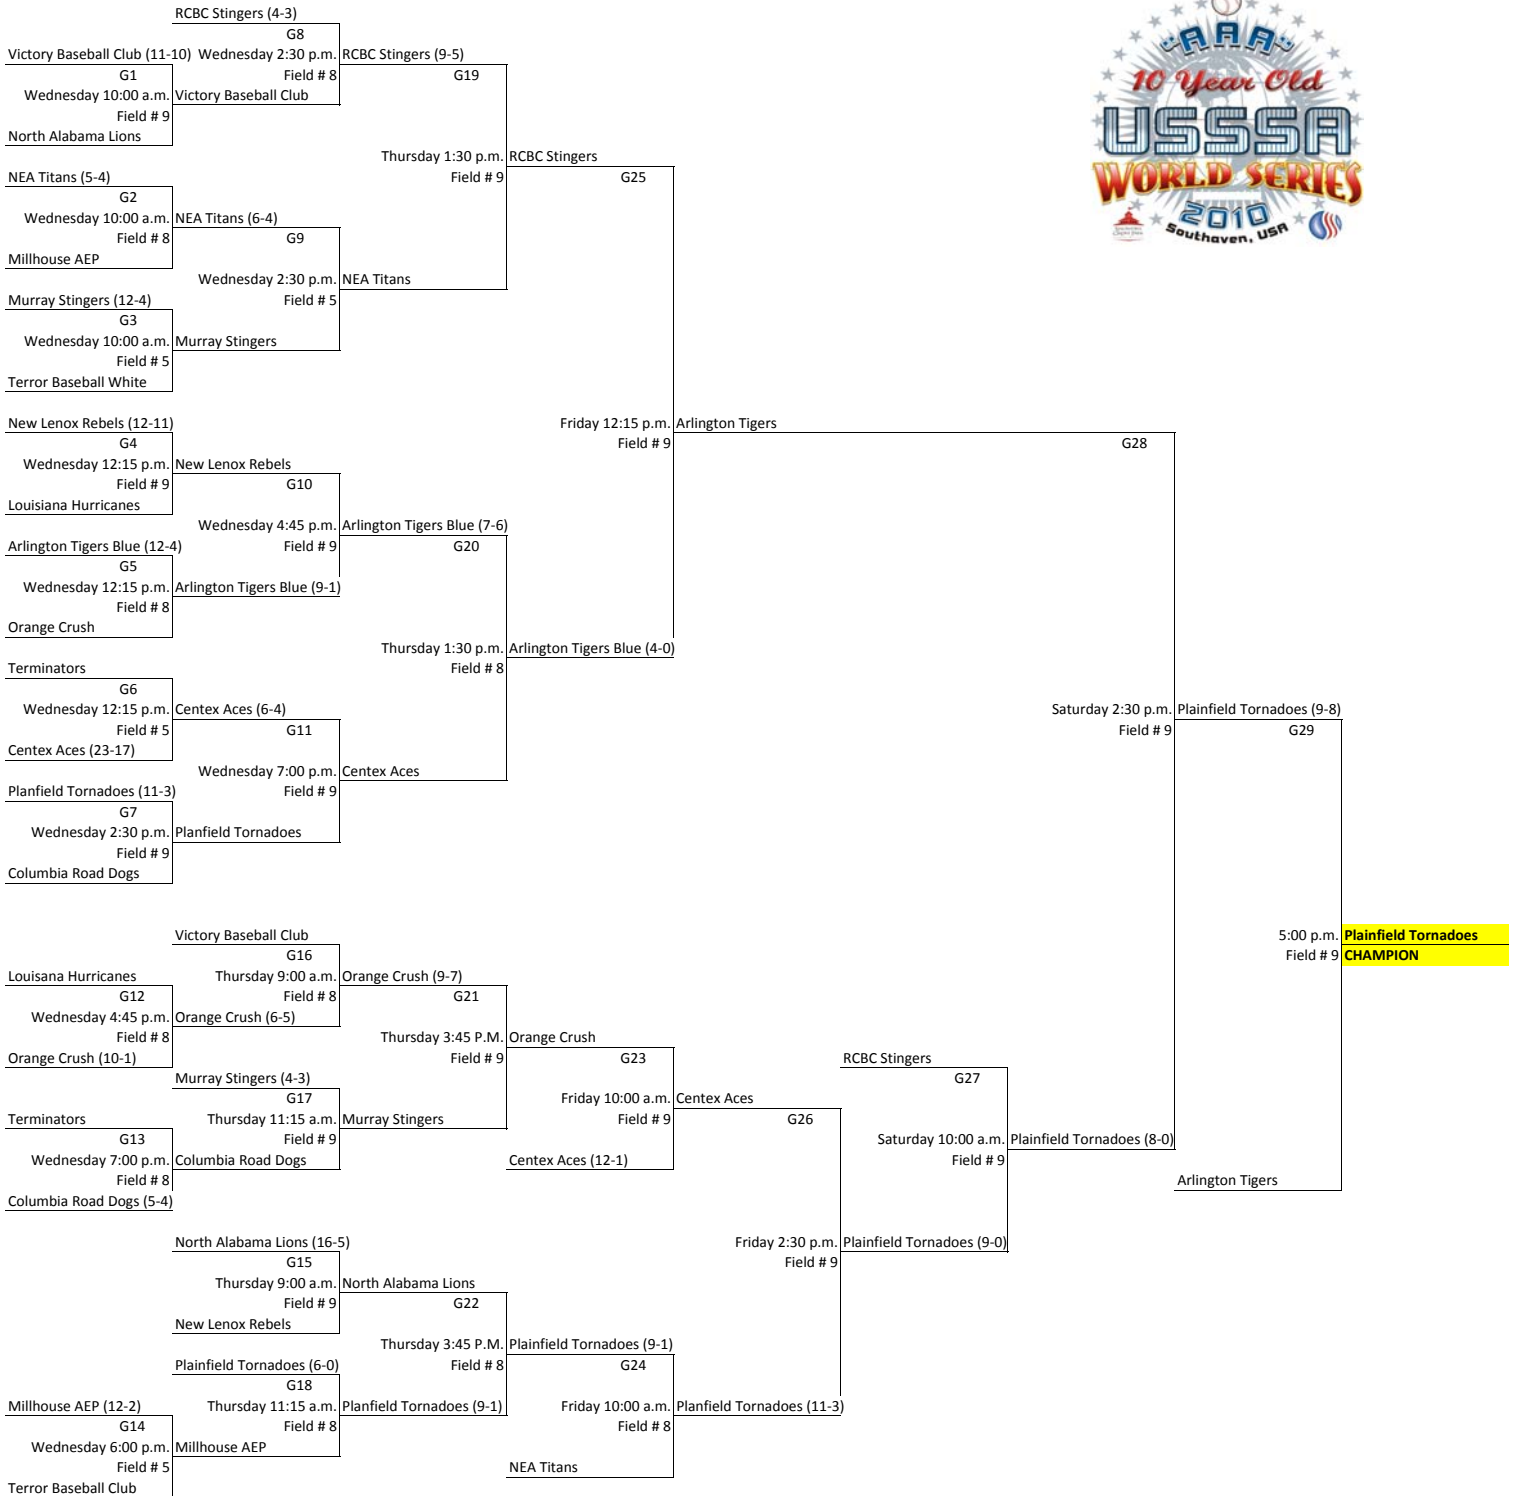 RCBC Stingers (4-3)
G8
Victory Baseball Club (11-10) Wednesday 2:30 p.m. RCBC Stingers (9-5)
G1 Field # 8 G19
Wednesday 10:00 a.m. Victory Baseball Club
Field # 9
North Alabama Lions
Thursday 1:30 p.m. RCBC Stingers
NEA Titans (5-4) Field # 9 G25
G2
Wednesday 10:00 a.m. NEA Titans (6-4)
Field # 8 G9
Millhouse AEP
Wednesday 2:30 p.m. NEA Titans
Murray Stingers (12-4) Field # 5
G3
Wednesday 10:00 a.m. Murray Stingers
Field # 5
Terror Baseball White
"AAA"
10 Year Old
USSSA
WORLD SERIES
2010
Southaven, USA
New Lenox Rebels (12-11) Friday 12:15 p.m. Arlington Tigers
G4 Field # 9 G28
Wednesday 12:15 p.m. New Lenox Rebels
Field # 9 G10
Louisiana Hurricanes
Wednesday 4:45 p.m. Arlington Tigers Blue (7-6)
Arlington Tigers Blue (12-4) Field # 9 G20
G5
Wednesday 12:15 p.m. Arlington Tigers Blue (9-1)
Field # 8
Orange Crush
Thursday 1:30 p.m. Arlington Tigers Blue (4-0)
Terminators Field # 8
G6
Wednesday 12:15 p.m. Centex Aces (6-4) Saturday 2:30 p.m. Plainfield Tornadoes (9-8)
Field # 5 G11 Field # 9 G29
Centex Aces (23-17)
Wednesday 7:00 p.m. Centex Aces
Planfield Tornadoes (11-3) Field # 9
G7
Wednesday 2:30 p.m. Planfield Tornadoes
Field # 9
Columbia Road Dogs
Victory Baseball Club 5:00 p.m. Plainfield Tornadoes
G16 Field # 9 CHAMPION
Louisana Hurricanes Thursday 9:00 a.m. Orange Crush (9-7)
G12 Field # 8 G21
Wednesday 4:45 p.m. Orange Crush (6-5)
Field # 8 Thursday 3:45 P.M. Orange Crush
Orange Crush (10-1) Field # 9 G23 RCBC Stingers
Murray Stingers (4-3) G27
G17 Friday 10:00 a.m. Centex Aces
Terminators Thursday 11:15 a.m. Murray Stingers Field # 9 G26
G13 Field # 9 Saturday 10:00 a.m. Plainfield Tornadoes (8-0)
Wednesday 7:00 p.m. Columbia Road Dogs Centex Aces (12-1) Field # 9
Field # 8 Arlington Tigers
Columbia Road Dogs (5-4)
North Alabama Lions (16-5) Friday 2:30 p.m. Plainfield Tornadoes (9-0)
G15 Field # 9
Thursday 9:00 a.m. North Alabama Lions
Field # 9 G22
New Lenox Rebels
Thursday 3:45 P.M. Plainfield Tornadoes (9-1)
Plainfield Tornadoes (6-0) Field # 8 G24
G18
Millhouse AEP (12-2) Thursday 11:15 a.m. Planfield Tornadoes (9-1) Friday 10:00 a.m. Planfield Tornadoes (11-3)
G14 Field # 8 Field # 8
Wednesday 6:00 p.m. Millhouse AEP
Field # 5 NEA Titans
Terror Baseball Club